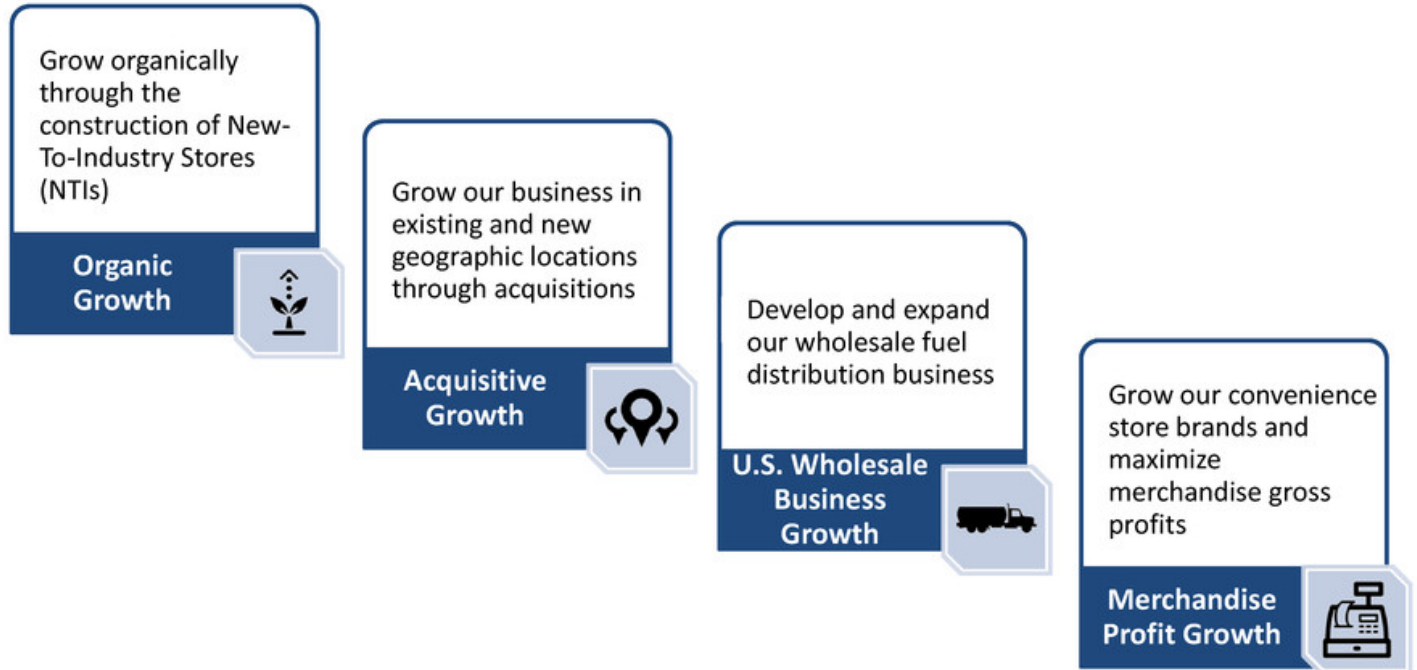 Grow organically
through the
construction of New-
To-Industry Stores
(NTIs)
Organic
Growth
Grow our business in
existing and new
geographic locations
through acquisitions
Acquisitive
Growth
Develop and expand
our wholesale fuel
distribution business
U.S. Wholesale
Business
Growth
Grow our convenience
store brands and
maximize
merchandise gross
profits
Merchandise
Profit Growth